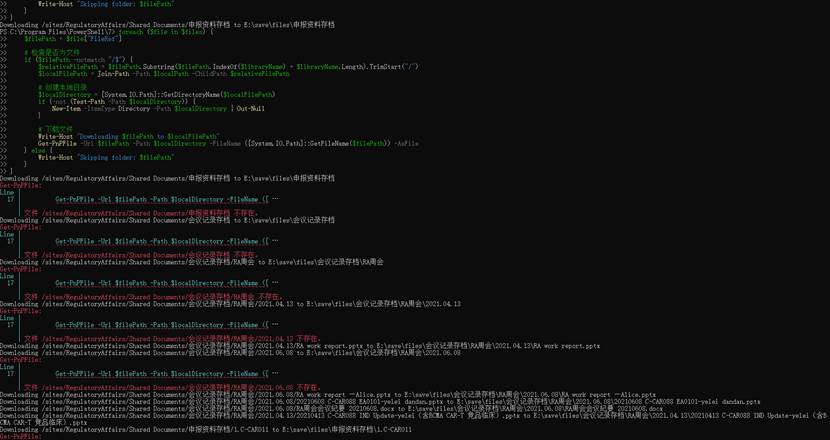 >>         Write-Host "Skipping folder: $filePath"
>>     }
>> }
Downloading /sites/RegulatoryAffairs/Shared Documents/申报资料存档 to E:\save\files\申报资料存档
PS C:\Program Files\PowerShell\7> foreach ($file in $files) {
>>     $filePath = $file["FileRef"]
>>
>>     # 检查是否为文件
>>     if ($filePath -notmatch "/$") {
>>         $relativeFilePath = $filePath.Substring($filePath.IndexOf($libraryName) + $libraryName.Length).TrimStart("/")
>>         $localFilePath = Join-Path -Path $localPath -ChildPath $relativeFilePath
>>
>>         # 创建本地目录
>>         $localDirectory = [System.IO.Path]::GetDirectoryName($localFilePath)
>>         if (-not (Test-Path -Path $localDirectory)) {
>>             New-Item -ItemType Directory -Path $localDirectory | Out-Null
>>         }
>>
>>         # 下载文件
>>         Write-Host "Downloading $filePath to $localFilePath"
>>         Get-PnPFile -Url $filePath -Path $localDirectory -FileName ([System.IO.Path]::GetFileName($filePath)) -AsFile
>>     } else {
>>         Write-Host "Skipping folder: $filePath"
>>     }
>> }
Downloading /sites/RegulatoryAffairs/Shared Documents/申报资料存档 to E:\save\files\申报资料存档
Get-PnPFile:
Line |
  17 |         Get-PnPFile -Url $filePath -Path $localDirectory -FileName ([ …
     | 文件 /sites/RegulatoryAffairs/Shared Documents/申报资料存档 不存在。
Downloading /sites/RegulatoryAffairs/Shared Documents/会议记录存档 to E:\save\files\会议记录存档
Get-PnPFile:
Line |
  17 |         Get-PnPFile -Url $filePath -Path $localDirectory -FileName ([ …
     | 文件 /sites/RegulatoryAffairs/Shared Documents/会议记录存档 不存在。
Downloading /sites/RegulatoryAffairs/Shared Documents/会议记录存档/RA周会 to E:\save\files\会议记录存档\RA周会
Get-PnPFile:
Line |
  17 |         Get-PnPFile -Url $filePath -Path $localDirectory -FileName ([ …
     | 文件 /sites/RegulatoryAffairs/Shared Documents/会议记录存档/RA周会 不存在。
Downloading /sites/RegulatoryAffairs/Shared Documents/会议记录存档/RA周会/2021.04.13 to E:\save\files\会议记录存档\RA周会\2021.04.13
Get-PnPFile:
Line |
  17 |         Get-PnPFile -Url $filePath -Path $localDirectory -FileName ([ …
     | 文件 /sites/RegulatoryAffairs/Shared Documents/会议记录存档/RA周会/2021.04.13 不存在。
Downloading /sites/RegulatoryAffairs/Shared Documents/会议记录存档/RA周会/2021.04.13/RA work report.pptx to E:\save\files\会议记录存档\RA周会\2021.04.13\RA work report.pptx
Downloading /sites/RegulatoryAffairs/Shared Documents/会议记录存档/RA周会/2021.06.08 to E:\save\files\会议记录存档\RA周会\2021.06.08
Get-PnPFile:
Line |
  17 |         Get-PnPFile -Url $filePath -Path $localDirectory -FileName ([ …
     | 文件 /sites/RegulatoryAffairs/Shared Documents/会议记录存档/RA周会/2021.06.08 不存在。
Downloading /sites/RegulatoryAffairs/Shared Documents/会议记录存档/RA周会/2021.06.08/RA work report —Alice.pptx to E:\save\files\会议记录存档\RA周会\2021.06.08\RA work report —Alice.pptx
Downloading /sites/RegulatoryAffairs/Shared Documents/会议记录存档/RA周会/2021.06.08/20210608 C-CAR088 EA0101-yelei dandan.pptx to E:\save\files\会议记录存档\RA周会\2021.06.08\20210608 C-CAR088 EA0101-yelei dandan.pptx
Downloading /sites/RegulatoryAffairs/Shared Documents/会议记录存档/RA周会/2021.06.08/RA周会会议纪要 20210608.docx to E:\save\files\会议记录存档\RA周会\2021.06.08\RA周会会议纪要 20210608.docx
Downloading /sites/RegulatoryAffairs/Shared Documents/会议记录存档/RA周会/2021.04.13/20210413 C-CAR088 IND Update-yelei (含BCMA CAR-T 竞品临床).pptx to E:\save\files\会议记录存档\RA周会\2021.04.13\20210413 C-CAR088 IND Update-yelei (含B
CMA CAR-T 竞品临床).pptx
Downloading /sites/RegulatoryAffairs/Shared Documents/申报资料存档/1.C-CAR011 to E:\save\files\申报资料存档\1.C-CAR011
Get-PnPFile: